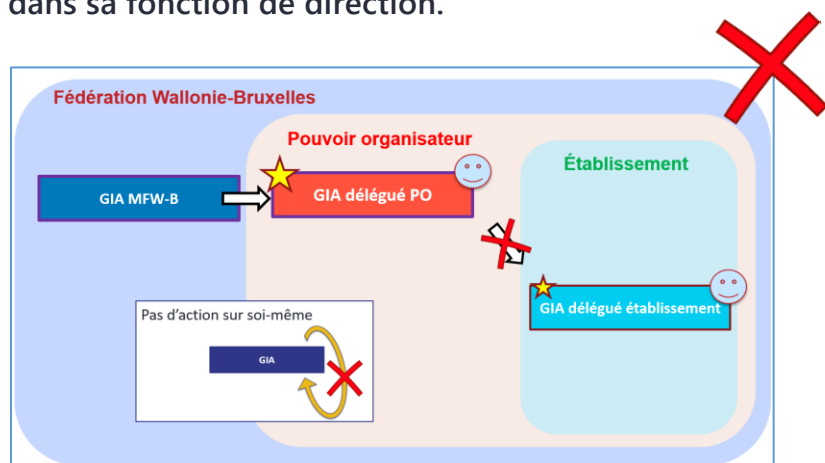 dans sa fonction de direction.
Fédération Wallonie-Bruxelles
Pouvoir organisateur
Établissement
GIA MFW-B
GIA délégué PO
GIA délégué établissement
Pas d'action sur soi-même
GIA